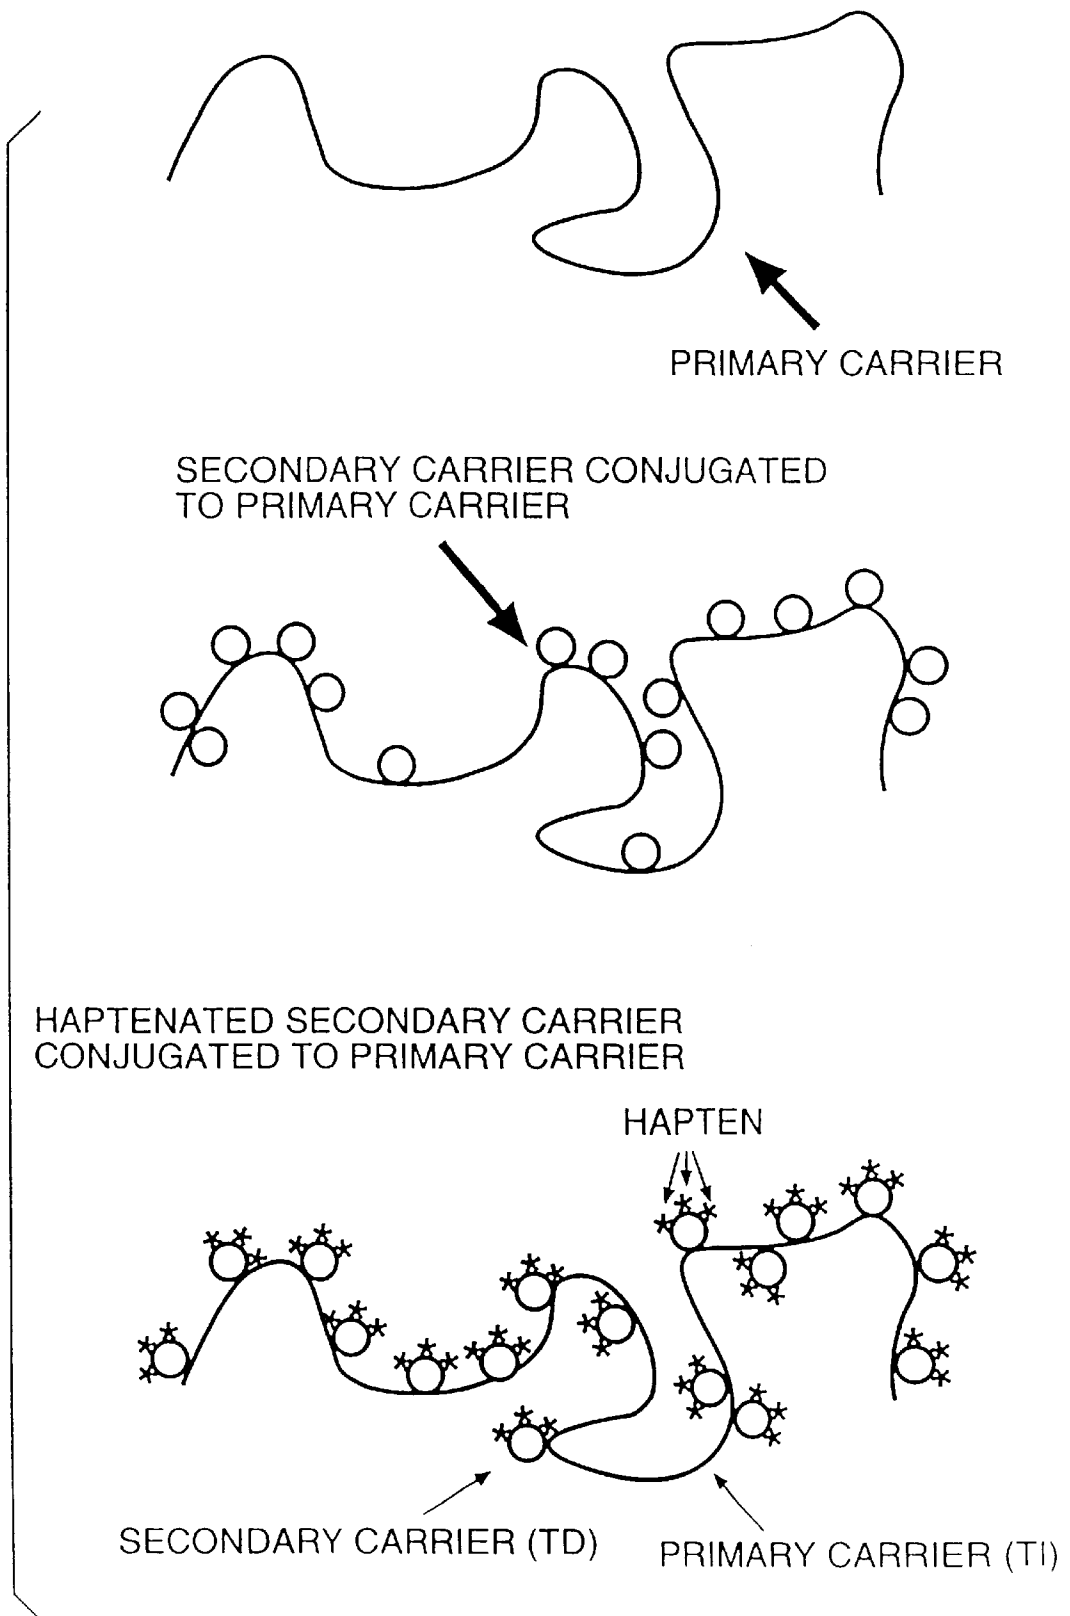 PRIMARY CARRIER
SECONDARY CARRIER CONJUGATED
TO PRIMARY CARRIER
HAPTENATED SECONDARY CARRIER
CONJUGATED TO PRIMARY CARRIER
HAPTEN
SECONDARY CARRIER (TD)
PRIMARY CARRIER (TI)